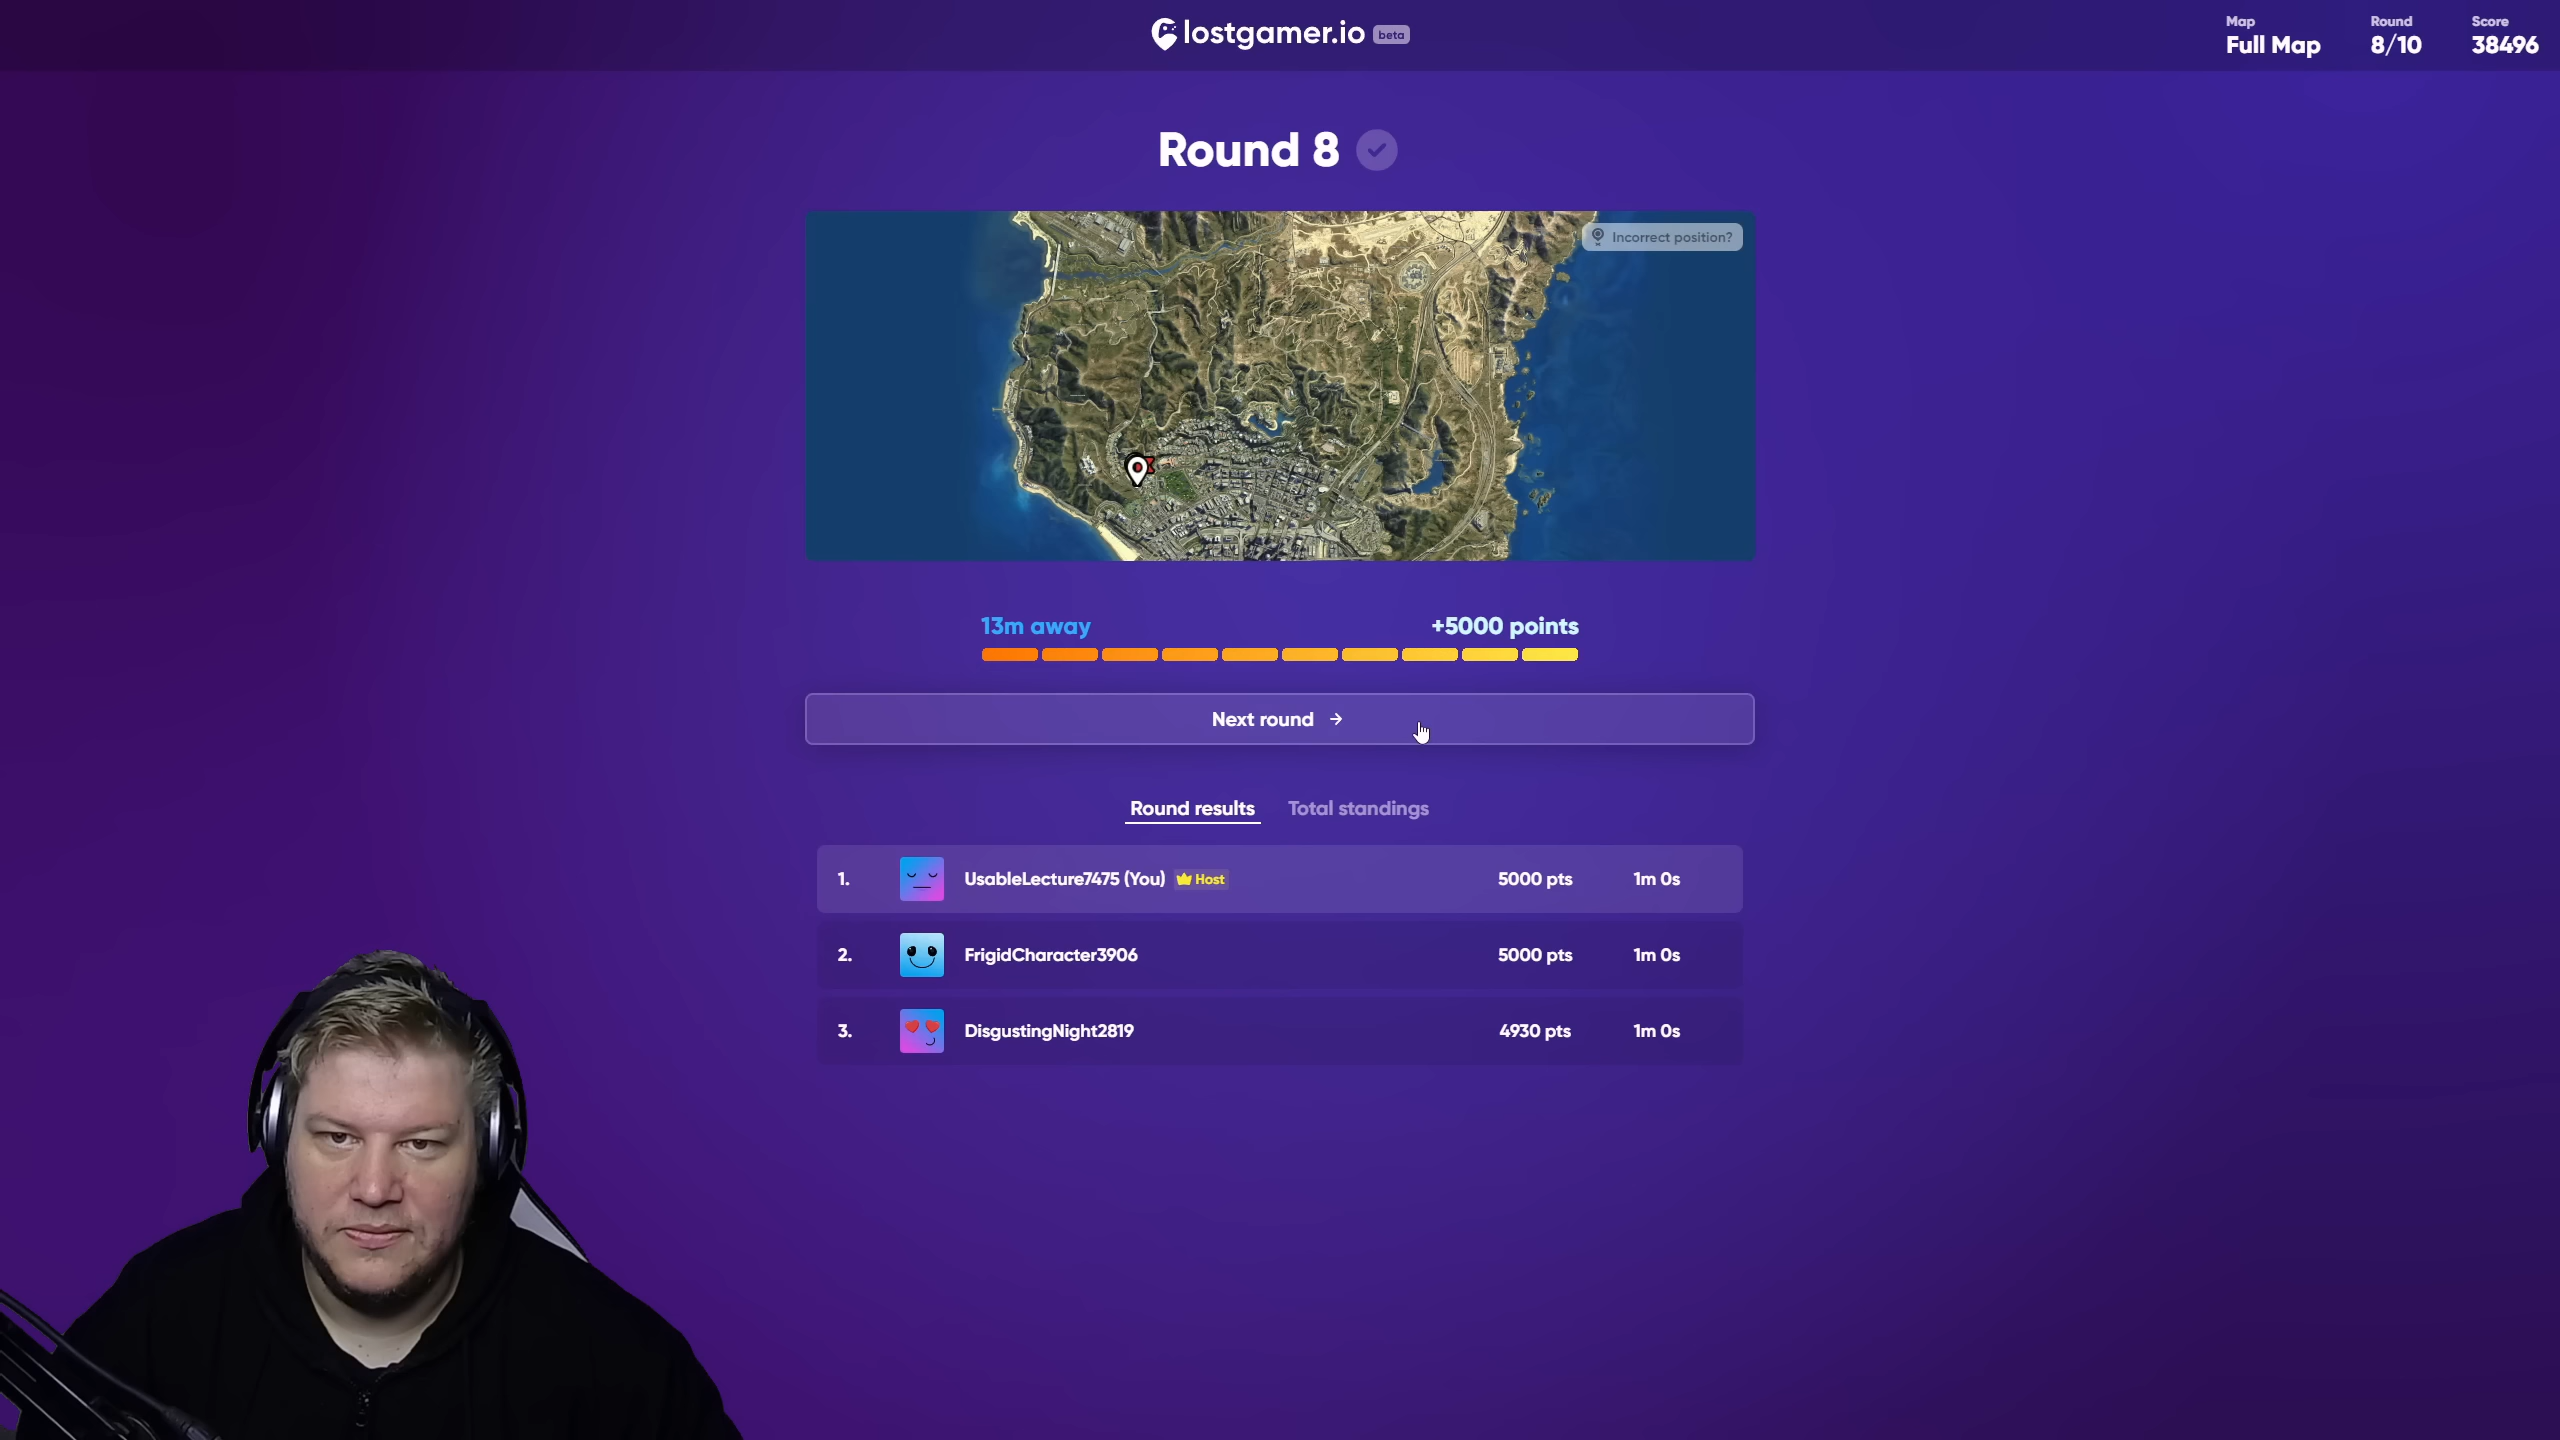 lostgamer.io beta
Map
Full Map
Round
8/10
Score
38496
Round 8
Incorrect position?
13m away
+5000 points
Next round →
Round results
Total standings
1. UsableLecture7475 (You) Host 5000 pts 1m 0s
2. FrigidCharacter3906 5000 pts 1m 0s
3. DisgustingNight2819 4930 pts 1m 0s